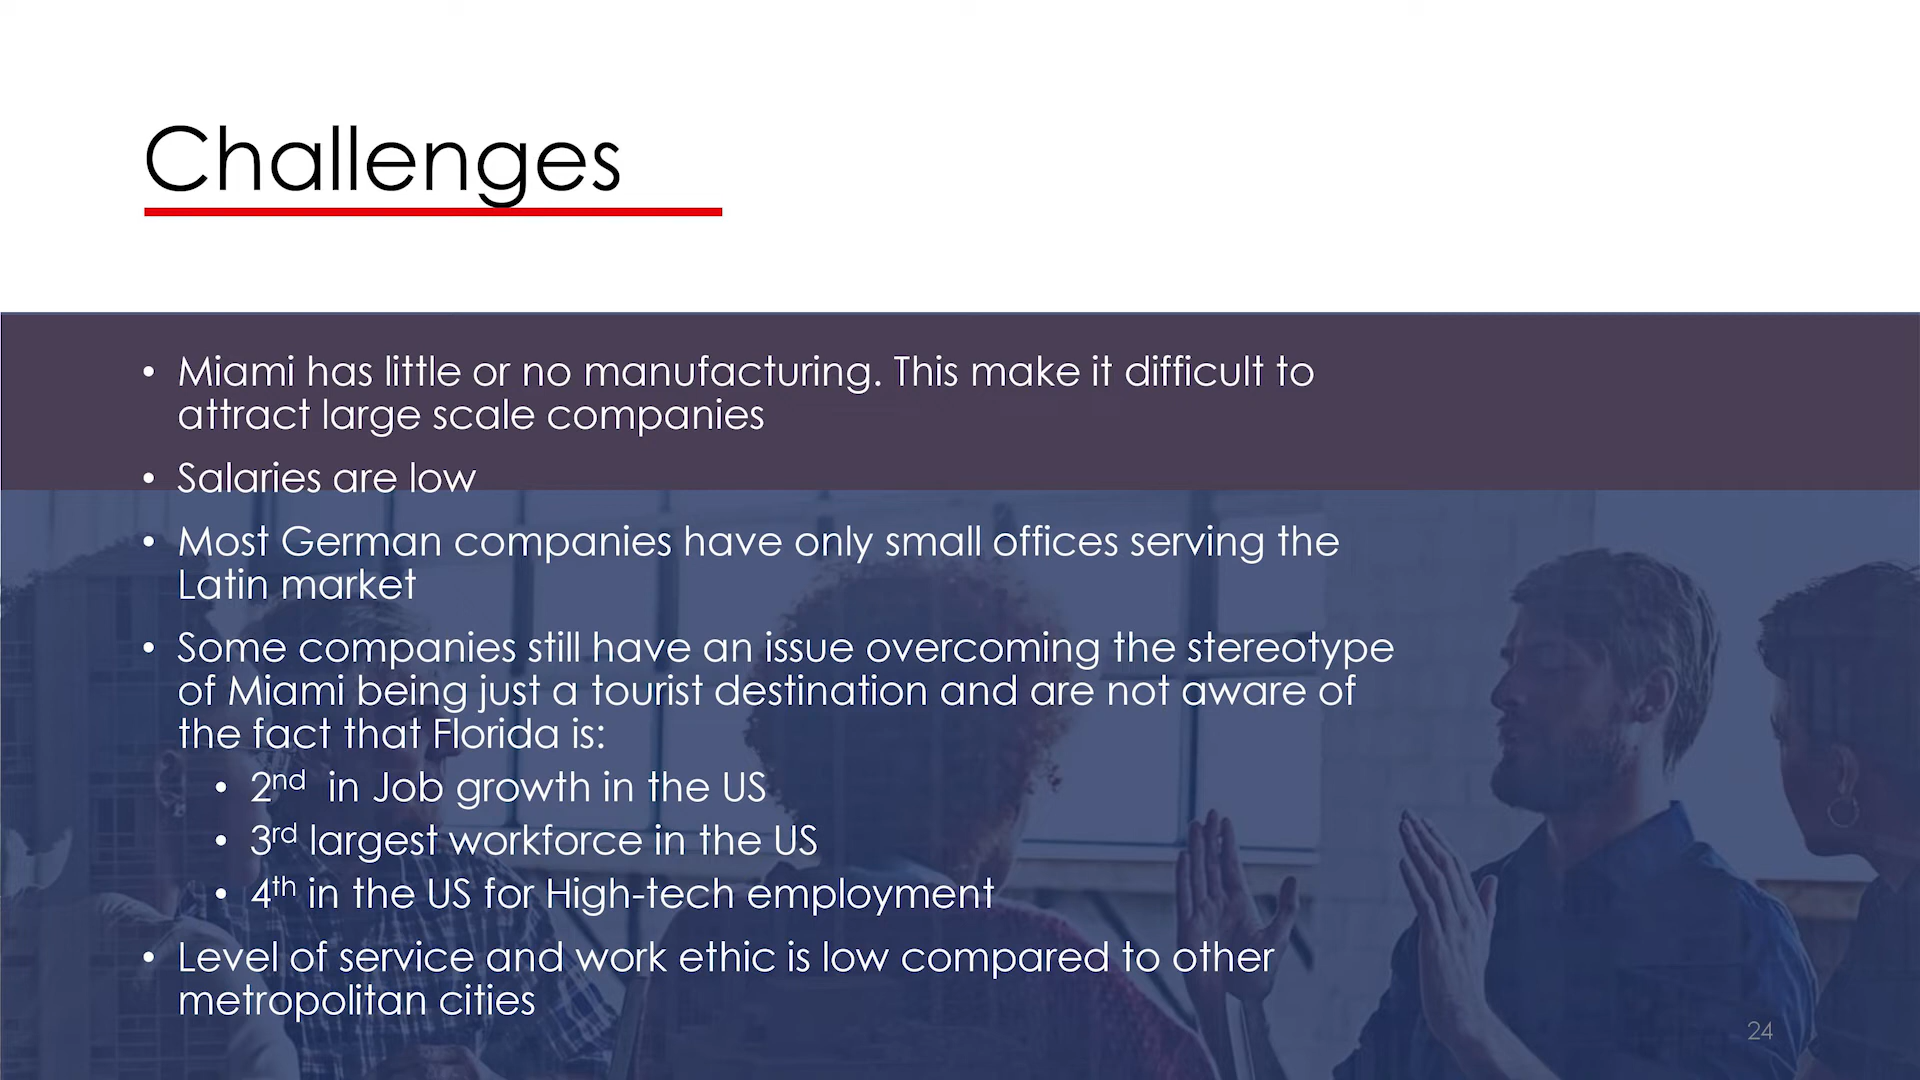 Challenges
• Miami has little or no manufacturing. This make it difficult to
attract large scale companies
• Salaries are low
• Most German companies have only small offices serving the
Latin market
• Some companies still have an issue overcoming the stereotype
of Miami being just a tourist destination and are not aware of
the fact that Florida is:
• 2nd in Job growth in the US
• 3rd largest workforce in the US
• 4th in the US for High-tech employment
• Level of service and work ethic is low compared to other
metropolitan cities
24